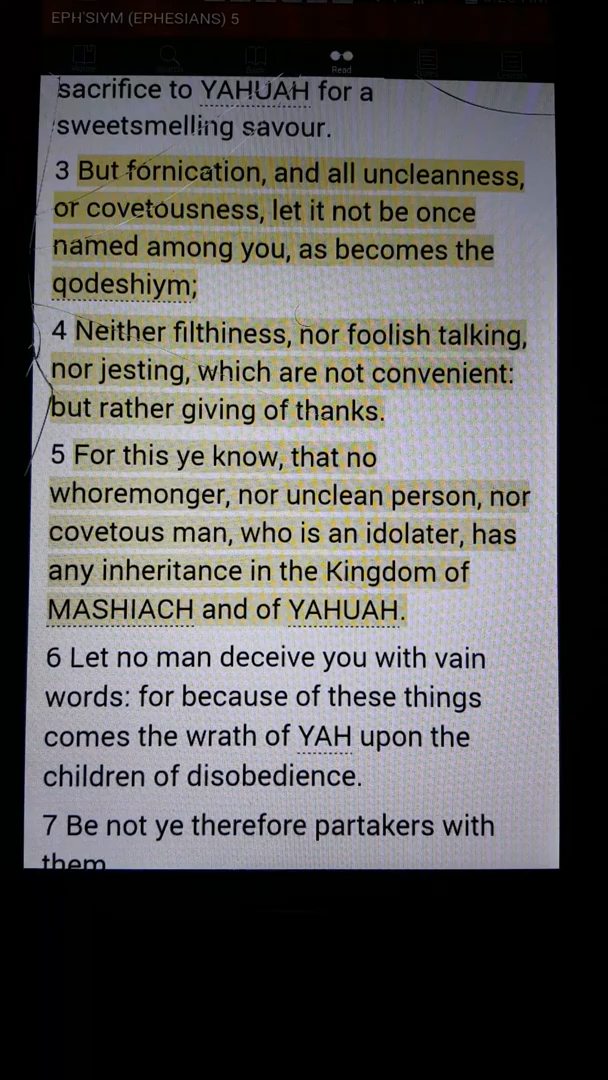 EPH'SIYM (EPHESIANS) 5
Read
sacrifice to YAHUAH for a
sweetsmelling savour.
3 But fornication, and all uncleanness,
or covetousness, let it not be once
named among you, as becomes the
qodeshiym;
4 Neither filthiness, nor foolish talking,
nor jesting, which are not convenient:
but rather giving of thanks.
5 For this ye know, that no
whoremonger, nor unclean person, nor
covetous man, who is an idolater, has
any inheritance in the Kingdom of
MASHIACH and of YAHUAH.
6 Let no man deceive you with vain
words: for because of these things
comes the wrath of YAH upon the
children of disobedience.
7 Be not ye therefore partakers with
them